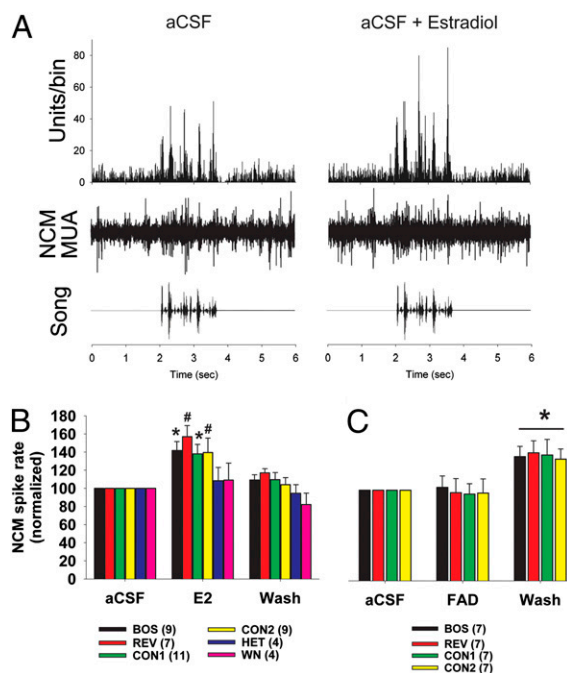 A
aCSF
aCSF + Estradiol
Units/bin
80
60
40
20
0
NCM
MUA
Song
0 1 2 3 4 5 6
0 1 2 3 4 5 6
Time (sec)
Time (sec)
B
C
NCM spike rate
(normalized)
180
160
140
120
100
80
60
40
20
0
* # * #
*
aCSF E2 Wash
aCSF FAD Wash
BOS (9)
REV (7)
CON1 (11)
CON2 (9)
HET (4)
WN (4)
BOS (7)
REV (7)
CON1 (7)
CON2 (7)